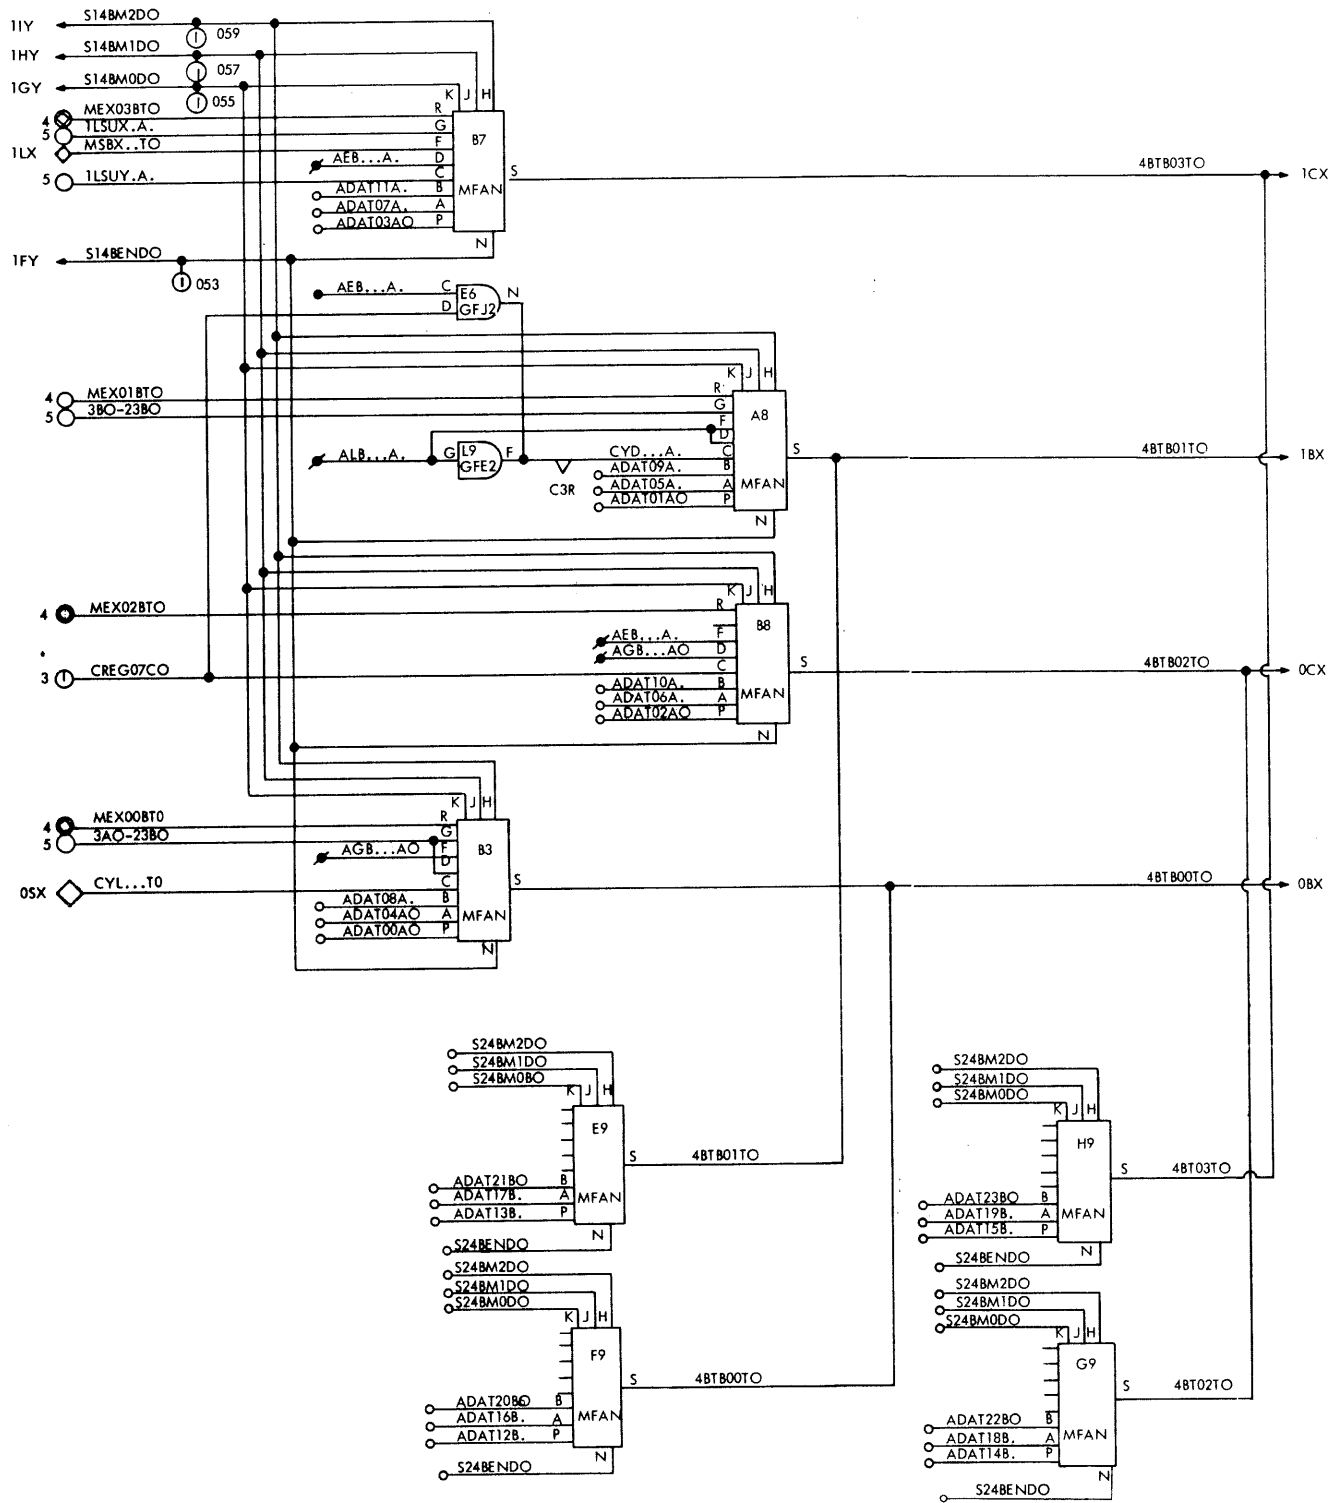 1IY S14BM2DO 059
1HY S14BM1DO 057
1GY S14BM0DO 055
K J H
4 MEX03BTO R
5 1LSUX.A. G
1LX MSBX..TO F
AEB...A. D
5 1LSUY.A. C
ADAT11A. B
ADAT07A. A
ADAT03AO P
B7
MFAN
S 4BTB03TO 1CX
N
1FY S14BENDO 053
AEB...A. C E6 N
D GFJ2
K J H
4 MEX01BTO R
5 3BO-23BO G
F
D
A8
ALB...A. G L9 F
GFE2
C3R
CYD...A. C
ADAT09A. B
ADAT05A. A
ADAT01AO P
MFAN
S 4BTB01TO 1BX
N
K J H
4 MEX02BTO R
B8
AEB...A. F
AGB...AO D
3 CREG07CO C
ADAT10A. B
ADAT06A. A
ADAT02AO P
MFAN
S 4BTB02TO 0CX
N
K J H
4 MEX00BT0 R
5 3AO-23BO G
AGB...AO F
D
B3
0SX CYL...T0 C
ADAT08A. B
ADAT04AO A
ADAT00AO P
MFAN
S 4BTB00TO 0BX
N
S24BM2DO
S24BM1DO
S24BM0BO
K J H
E9
S 4BTB01TO
ADAT21BO B
ADAT17B. A
ADAT13B. P
MFAN
N
S24BENDO
S24BM2DO
S24BM1DO
S24BM0DO
K J H
F9
S 4BTB00TO
ADAT20BO B
ADAT16B. A
ADAT12B. P
MFAN
N
S24BENDO
S24BM2DO
S24BM1DO
S24BM0DO
K J H
H9
S 4BT03TO
ADAT23BO B
ADAT19B. A
ADAT15B. P
MFAN
N
S24BENDO
S24BM2DO
S24BM1DO
S24BM0DO
K J H
G9
S 4BT02TO
ADAT22BO B
ADAT18B. A
ADAT14B. P
MFAN
N
S24BENDO